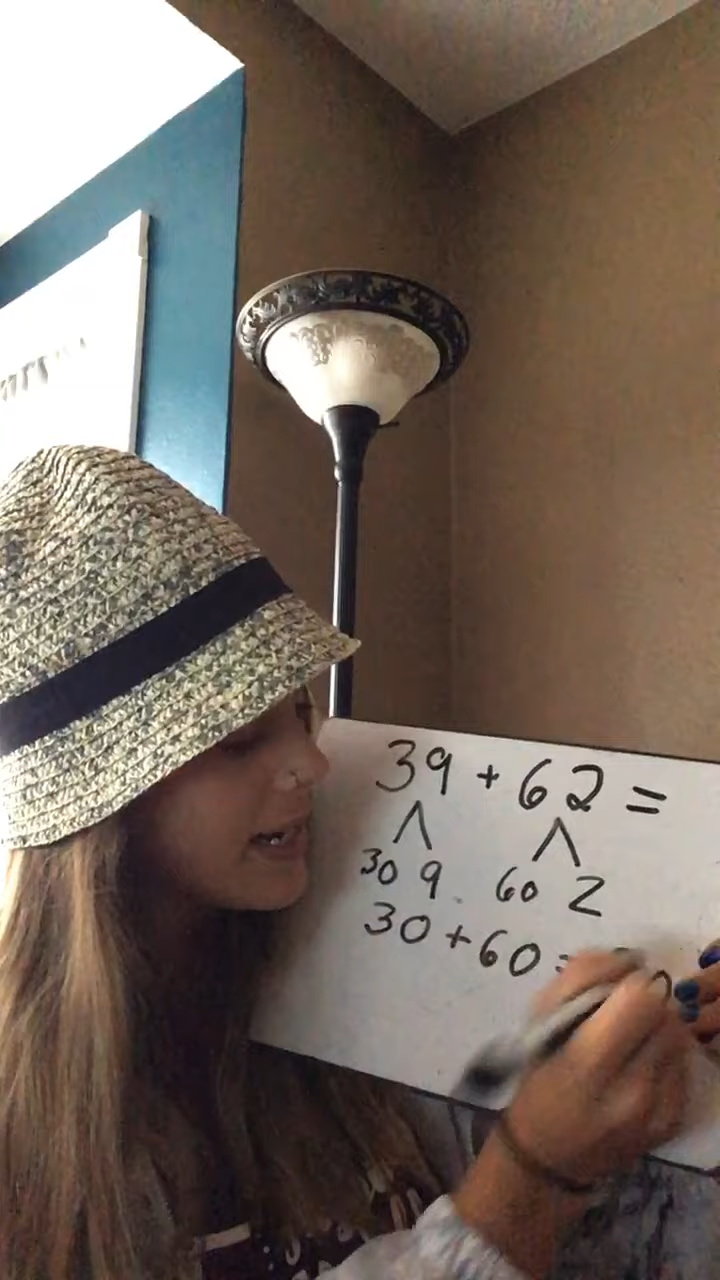 39 + 62 =
30 9 60 2
30 + 60 =